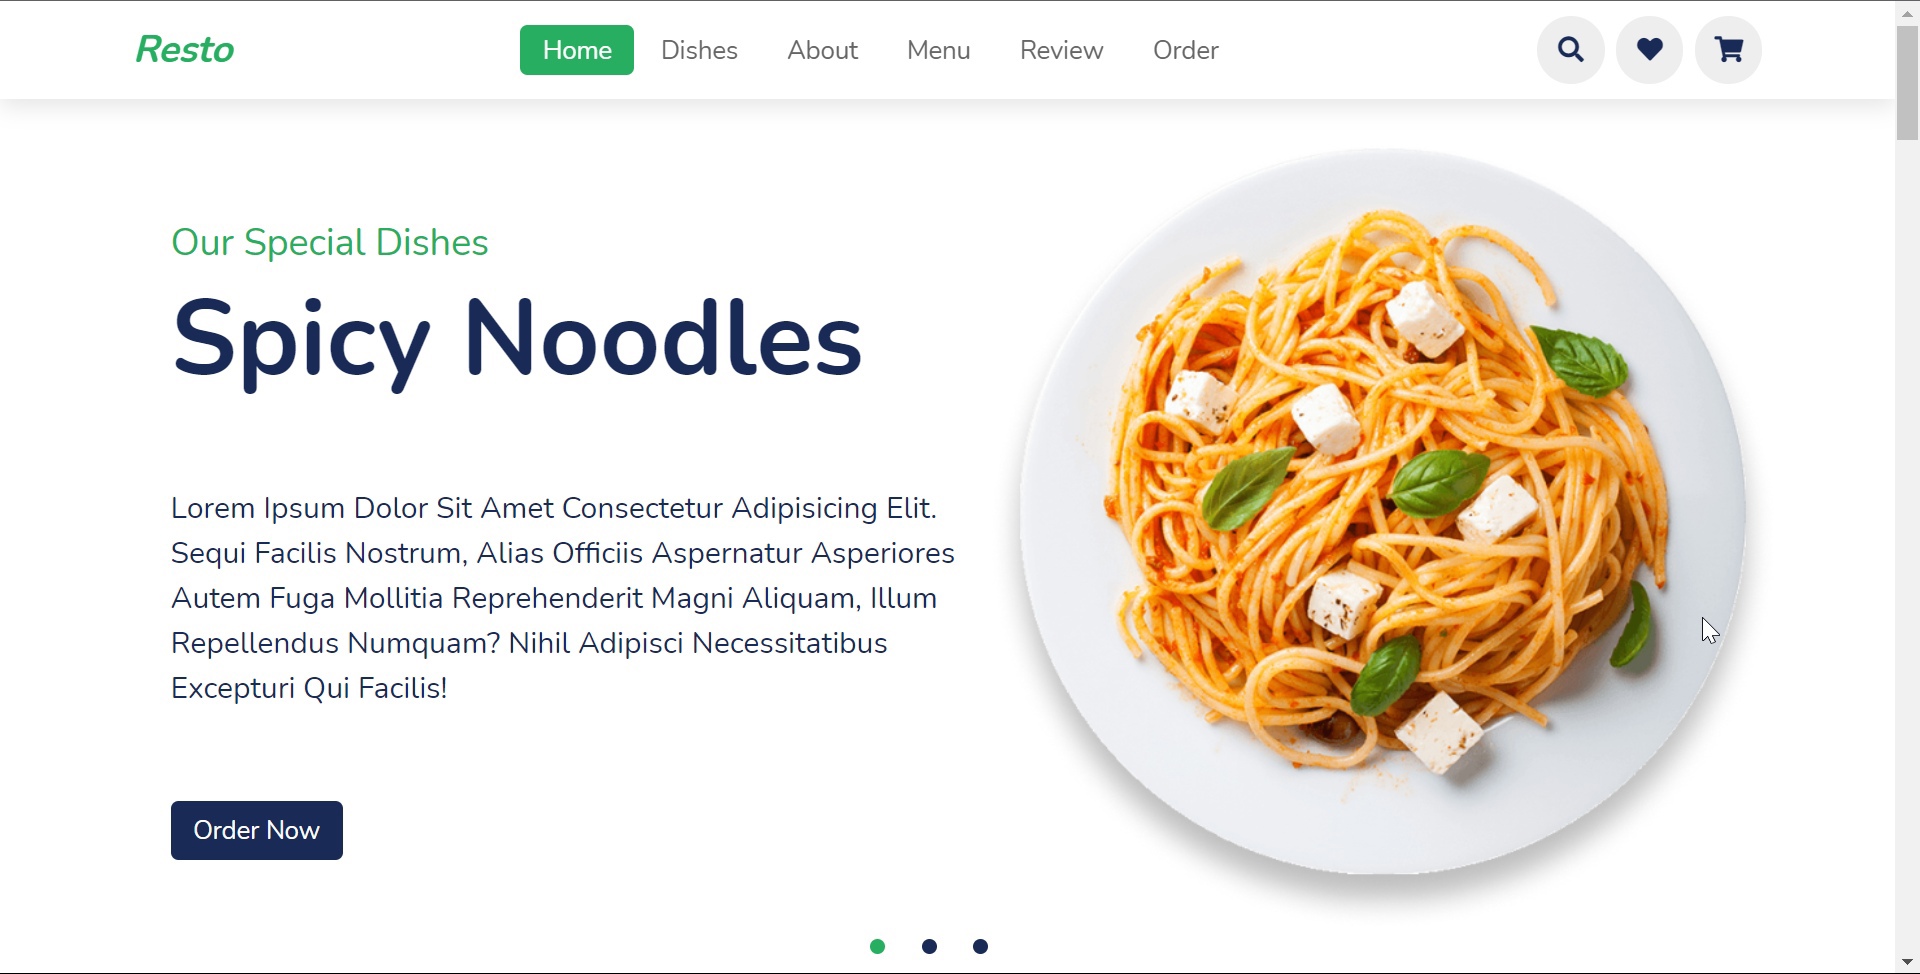 Resto
Home Dishes About Menu Review Order
Our Special Dishes
Spicy Noodles
Lorem Ipsum Dolor Sit Amet Consectetur Adipisicing Elit.
Sequi Facilis Nostrum, Alias Officiis Aspernatur Asperiores
Autem Fuga Mollitia Reprehenderit Magni Aliquam, Illum
Repellendus Numquam? Nihil Adipisci Necessitatibus
Excepturi Qui Facilis!
Order Now